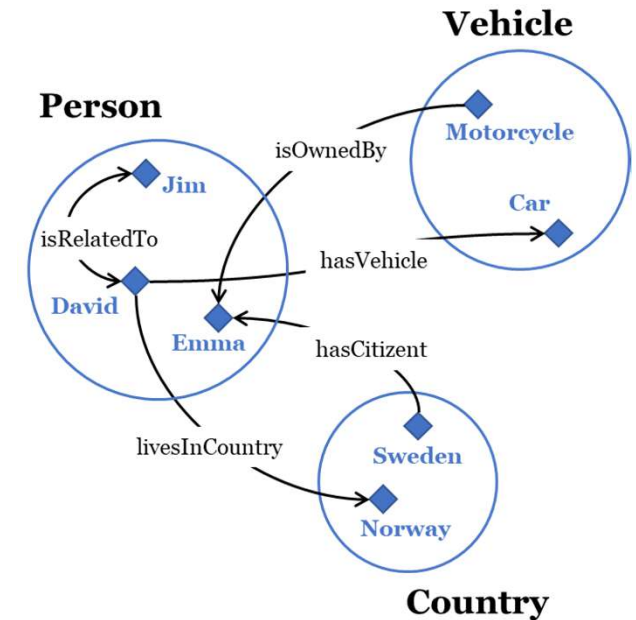 Vehicle
Person
Motorcycle
isOwnedBy
Jim
Car
isRelatedTo
hasVehicle
David
Emma
hasCitizent
livesInCountry
Sweden
Norway
Country